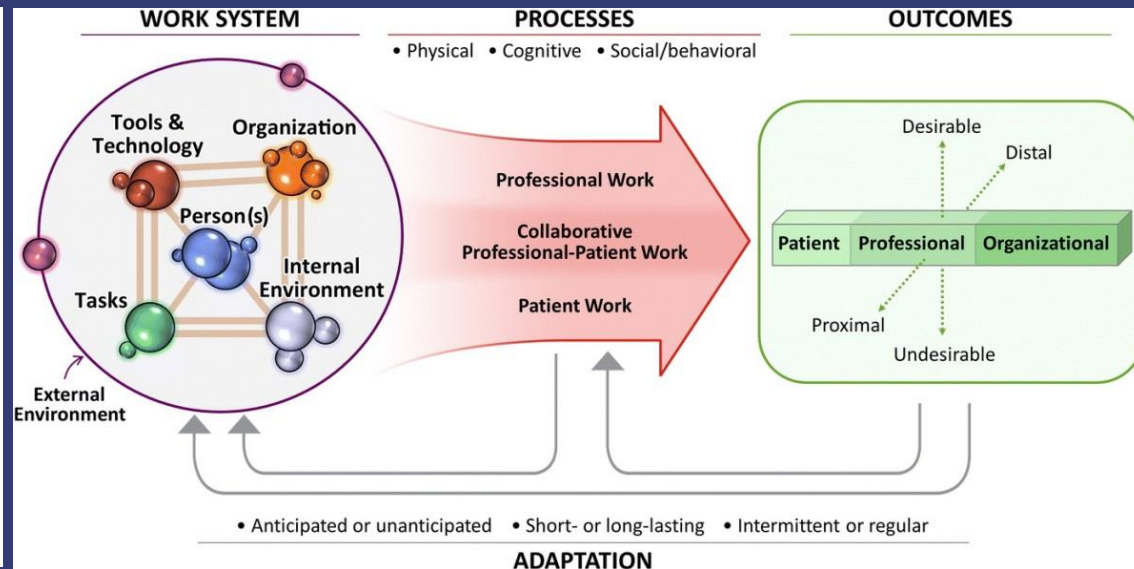 WORK SYSTEM
PROCESSES
OUTCOMES
• Physical • Cognitive • Social/behavioral
Tools &
Technology
Organization
Person(s)
Internal
Environment
Tasks
External
Environment
Professional Work
Collaborative
Professional-Patient Work
Patient Work
Desirable
Distal
Patient
Professional
Organizational
Proximal
Undesirable
• Anticipated or unanticipated • Short- or long-lasting • Intermittent or regular
ADAPTATION